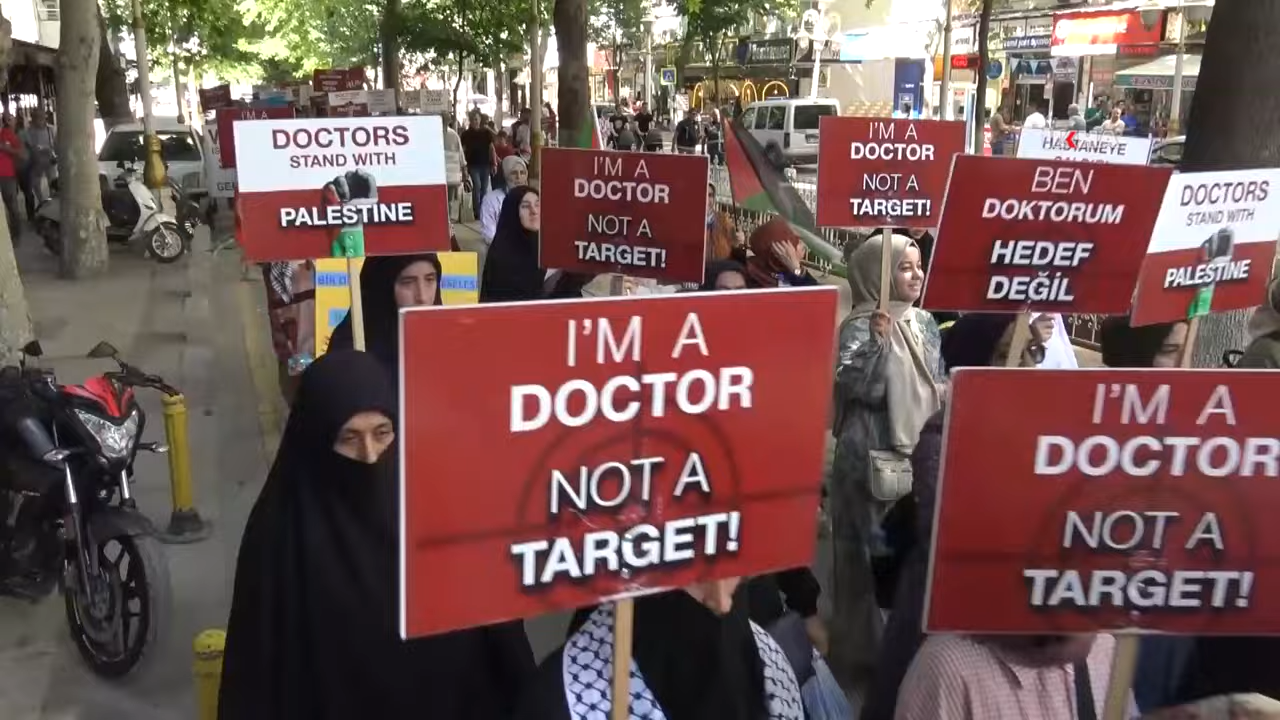 DOCTORS
STAND WITH
PALESTINE
I'M A
DOCTOR
NOT A
TARGET!
I'M A
DOCTOR
NOT A
TARGET!
HASTANEYE
BEN
DOKTORUM
HEDEF
DEĞİL
DOCTORS
STAND WITH
PALESTINE
I'M A
DOCTOR
NOT A
TARGET!
I'M A
DOCTOR
NOT A
TARGET!
I'M A